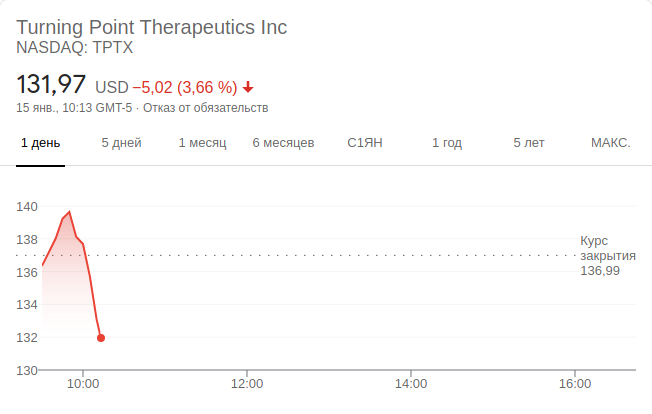 Turning Point Therapeutics Inc
NASDAQ: TPTX
131,97 USD −5,02 (3,66 %)
15 янв., 10:13 GMT-5 · Отказ от обязательств
1 день 5 дней 1 месяц 6 месяцев С1ЯН 1 год 5 лет МАКС.
140
138
136
134
132
130
Курс
закрытия
136,99
10:00 12:00 14:00 16:00